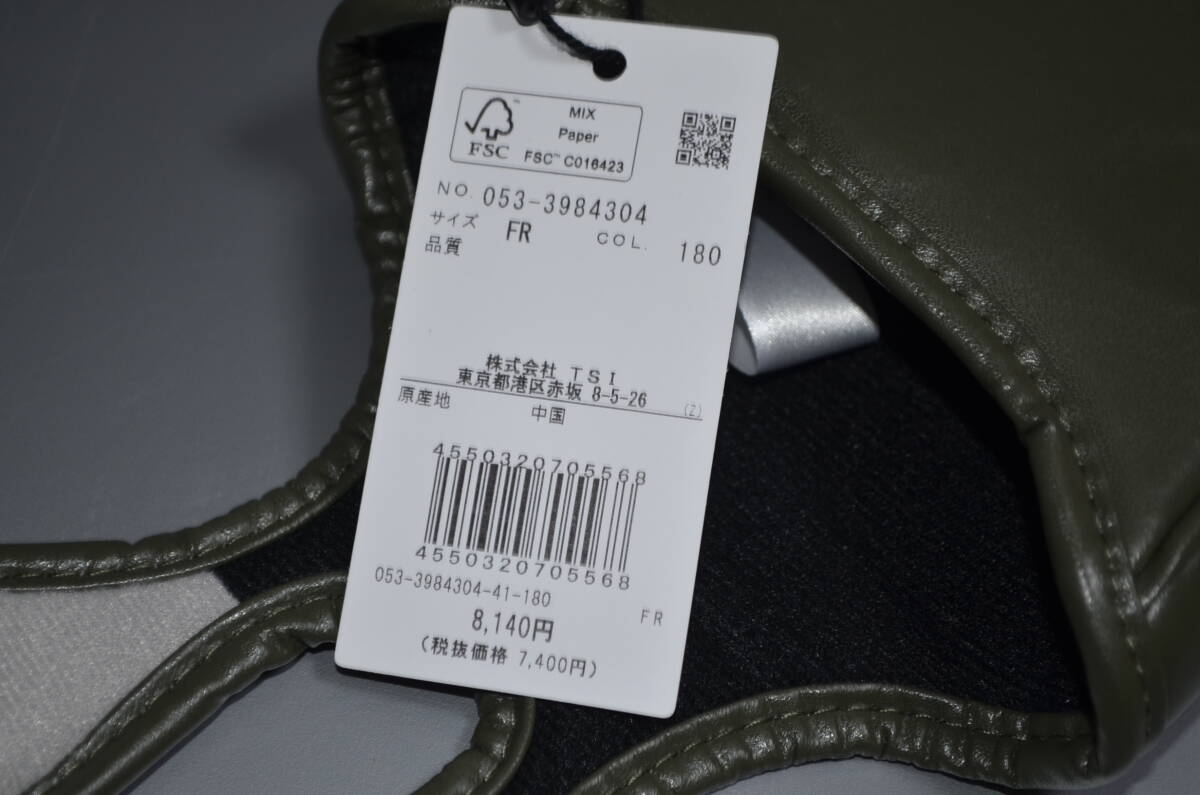 MIX
Paper
FSC™ C016423
FSC
NO. 053-3984304
サイズ FR COL. 180
品質
株式会社 TSI
東京都港区赤坂 8-5-26 (Z)
原産地 中国
4550320705568
4550320705568
053-3984304-41-180
FR
8,140円
(税抜価格 7,400円)